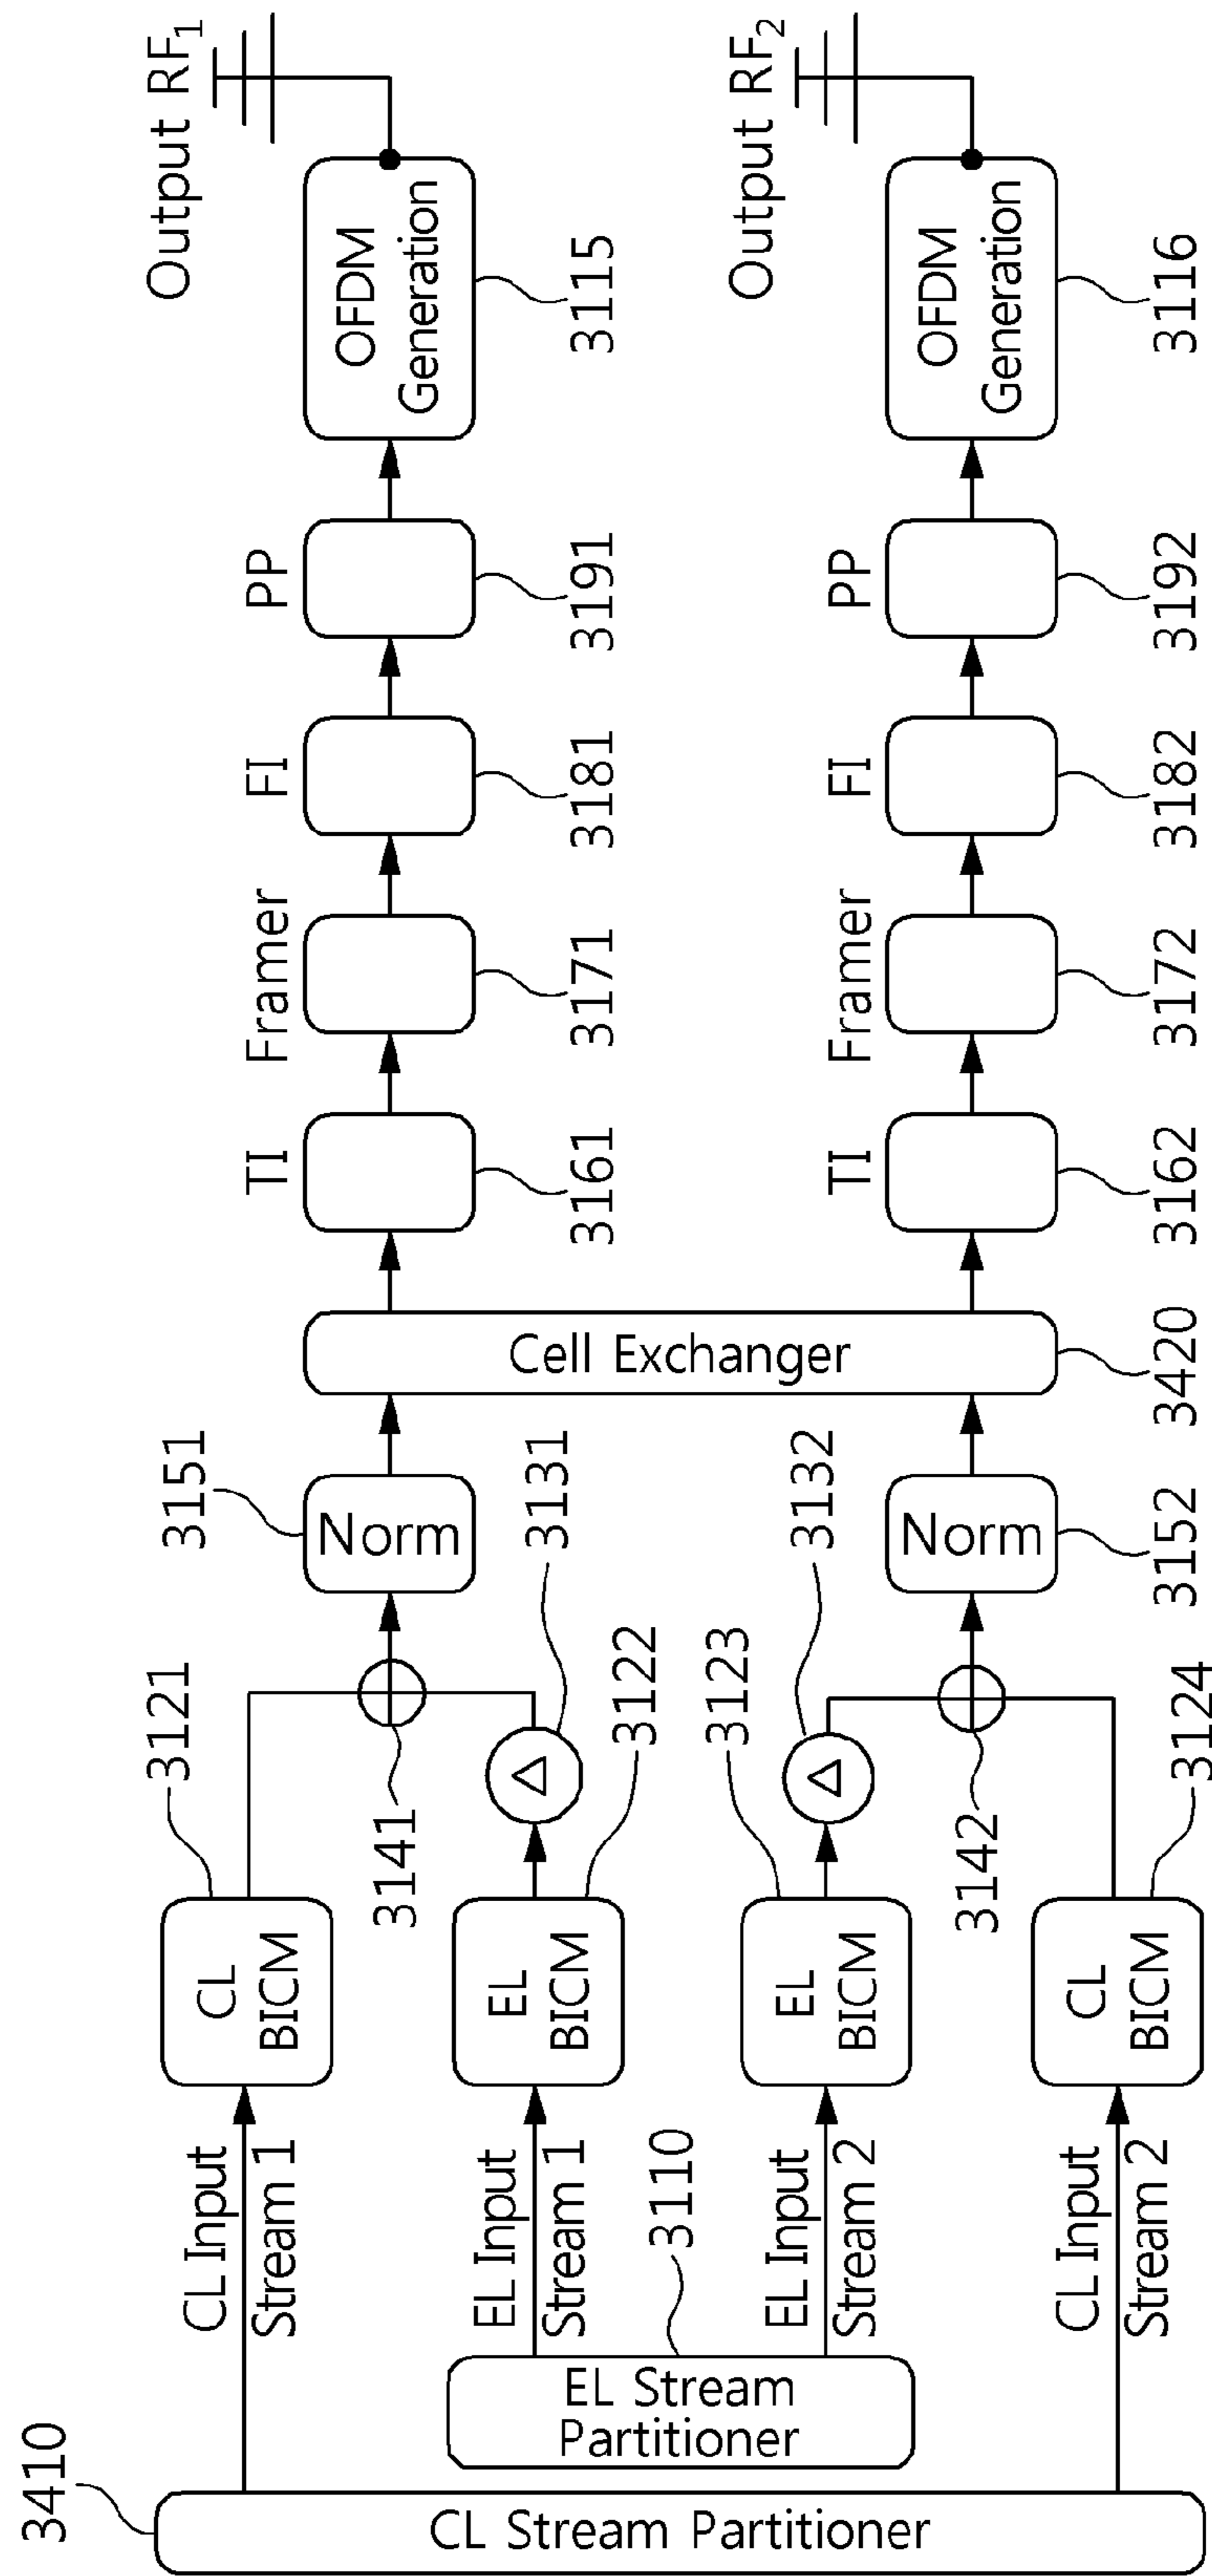 3410
CL Stream Partitioner
EL Stream
Partitioner
3110
CL Input
Stream 1
EL Input
Stream 1
EL Input
Stream 2
CL Input
Stream 2
CL
BICM
3121
EL
BICM
3122
EL
BICM
3123
CL
BICM
3124
Δ
3131
Δ
3132
3141
3142
Norm
3151
Norm
3152
Cell Exchanger
3420
TI
3161
Framer
3171
FI
3181
PP
3191
OFDM
Generation
3115
Output RF1
TI
3162
Framer
3172
FI
3182
PP
3192
OFDM
Generation
3116
Output RF2